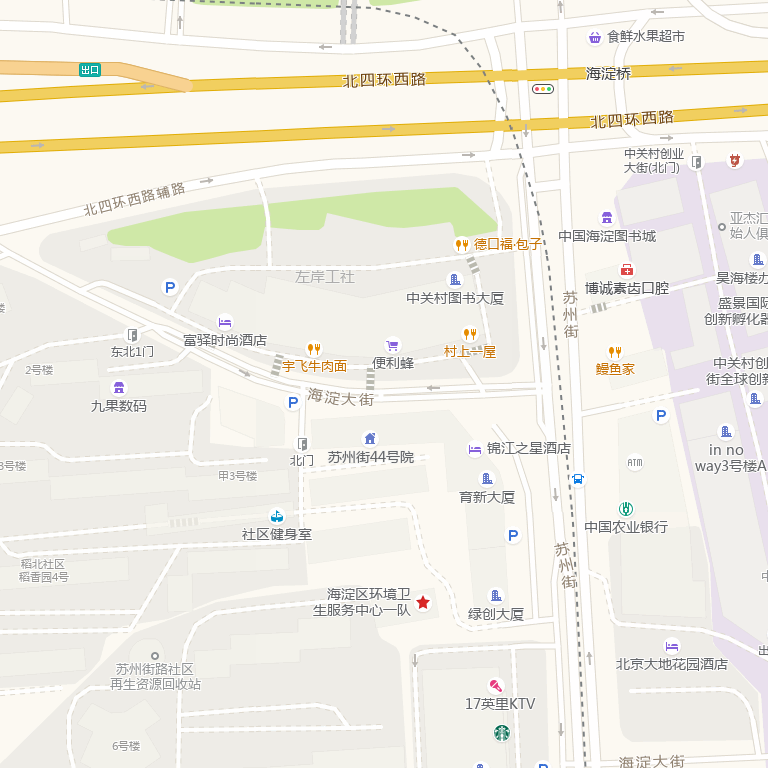 食鲜水果超市
出口
北四环西路
海淀桥
北四环西路
中关村创业
大街(北门)
北四环西路辅路
亚杰汇
始人俱
中国海淀图书城
德口福·包子
左岸工社
昊海楼办
博诚素齿口腔
P
中关村图书大厦
盛景国际
创新孵化器
苏州街
富驿时尚酒店
东北1门
村上一屋
便利蜂
宇飞牛肉面
中关村创
街全球创新
2号楼
鳗鱼家
九果数码
P
海淀大街
P
北门
苏州街44号院
锦江之星酒店
in no
way3号楼A
ATM
3号楼
甲3号楼
育新大厦
中国农业银行
社区健身室
P
苏州街
稻北社区
稻香园4号
海淀区环境卫
生服务中心一队
绿创大厦
苏州街路社区
再生资源回收站
北京大地花园酒店
17英里KTV
6号楼
海淀大街
P